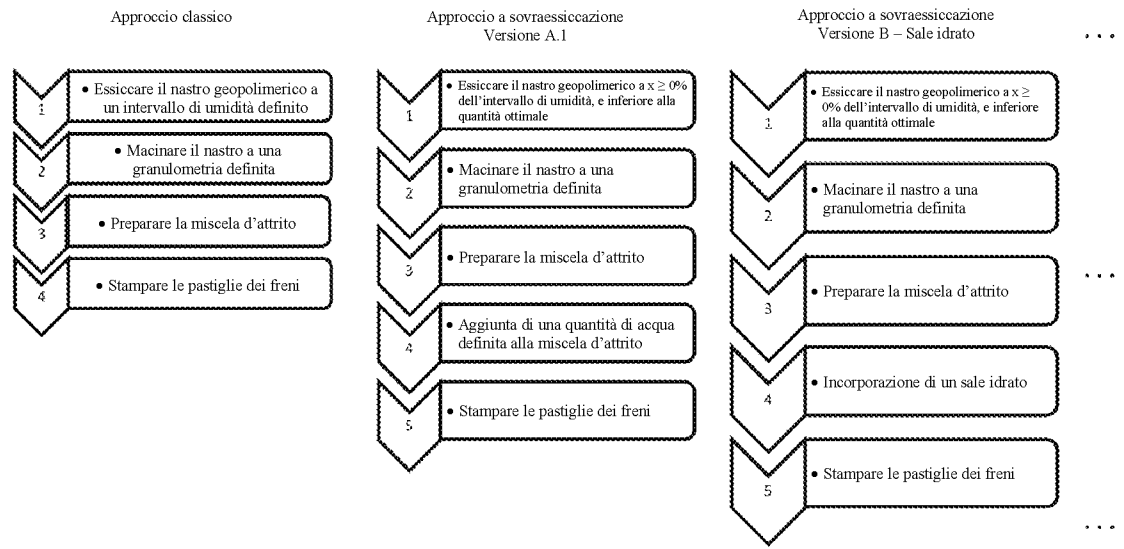 Approccio classico
1
• Essiccare il nastro geopolimerico a
un intervallo di umidità definito
2
• Macinare il nastro a una
granulometria definita
3
• Preparare la miscela d'attrito
4
• Stampare le pastiglie dei freni
Approccio a sovraessiccazione
Versione A.1
1
• Essiccare il nastro geopolimerico a x ≥ 0%
dell'intervallo di umidità, e inferiore alla
quantità ottimale
2
• Macinare il nastro a una
granulometria definita
3
• Preparare la miscela d'attrito
4
• Aggiunta di una quantità di acqua
definita alla miscela d'attrito
5
• Stampare le pastiglie dei freni
Approccio a sovraessiccazione
Versione B – Sale idrato
1
• Essiccare il nastro geopolimerico a x ≥
0% dell'intervallo di umidità, e inferiore
alla quantità ottimale
2
• Macinare il nastro a una
granulometria definita
3
• Preparare la miscela d'attrito
4
• Incorporazione di un sale idrato
5
• Stampare le pastiglie dei freni
...
...
...